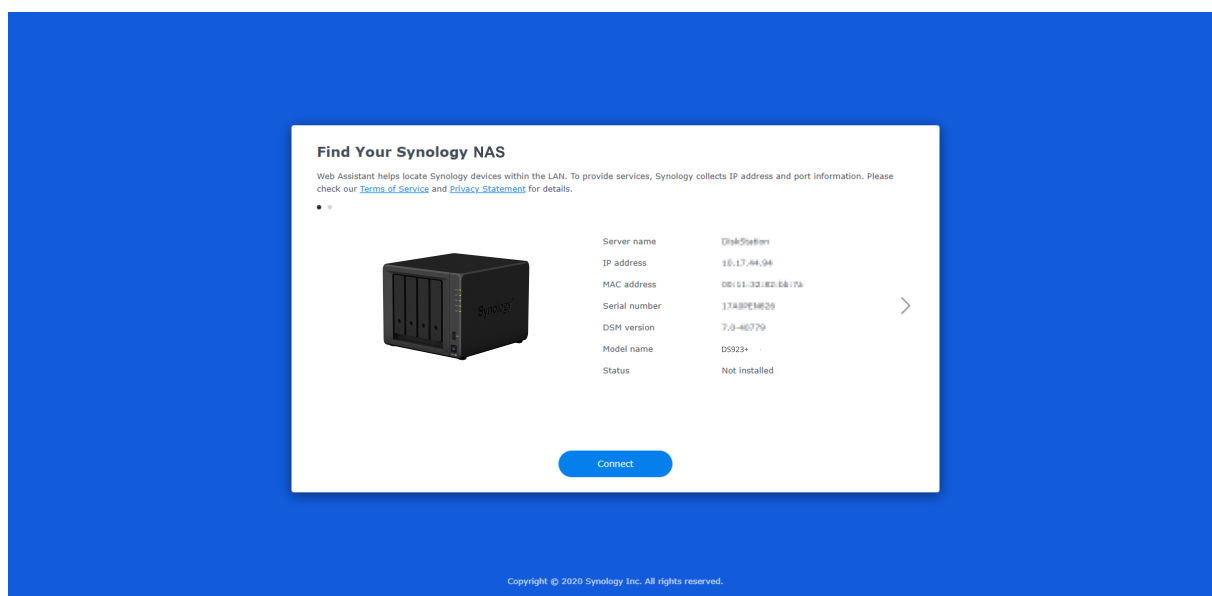 Find Your Synology NAS
Web Assistant helps locate Synology devices within the LAN. To provide services, Synology collects IP address and port information. Please
check our Terms of Service and Privacy Statement for details.
Synology
Server name DiskStation
IP address
MAC address
Serial number
DSM version
Model name DS923+
Status Not installed
Connect
Copyright © 2020 Synology Inc. All rights reserved.